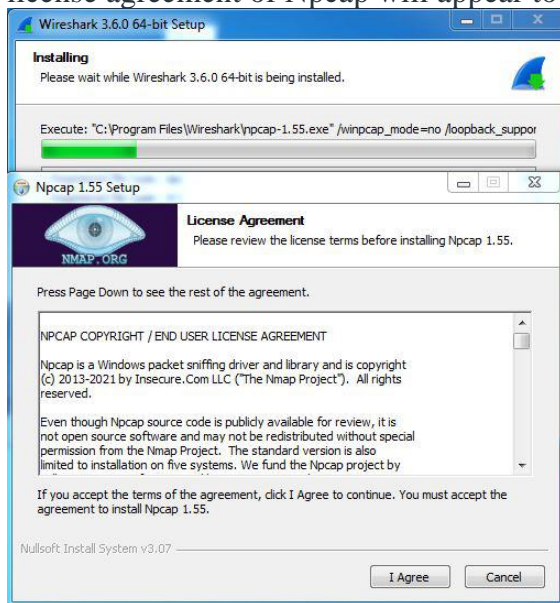 license agreement of Npcap will appear to
Wireshark 3.6.0 64-bit Setup
Installing
Please wait while Wireshark 3.6.0 64-bit is being installed.
Execute: "C:\Program Files\Wireshark\npcap-1.55.exe" /winpcap_mode=no /loopback_suppor
Npcap 1.55 Setup
NMAP.ORG
License Agreement
Please review the license terms before installing Npcap 1.55.
Press Page Down to see the rest of the agreement.
NPCAP COPYRIGHT / END USER LICENSE AGREEMENT
Npcap is a Windows packet sniffing driver and library and is copyright
(c) 2013-2021 by Insecure.Com LLC ("The Nmap Project"). All rights
reserved.
Even though Npcap source code is publicly available for review, it is
not open source software and may not be redistributed without special
permission from the Nmap Project. The standard version is also
limited to installation on five systems. We fund the Npcap project by
If you accept the terms of the agreement, click I Agree to continue. You must accept the
agreement to install Npcap 1.55.
Nullsoft Install System v3.07
I Agree
Cancel